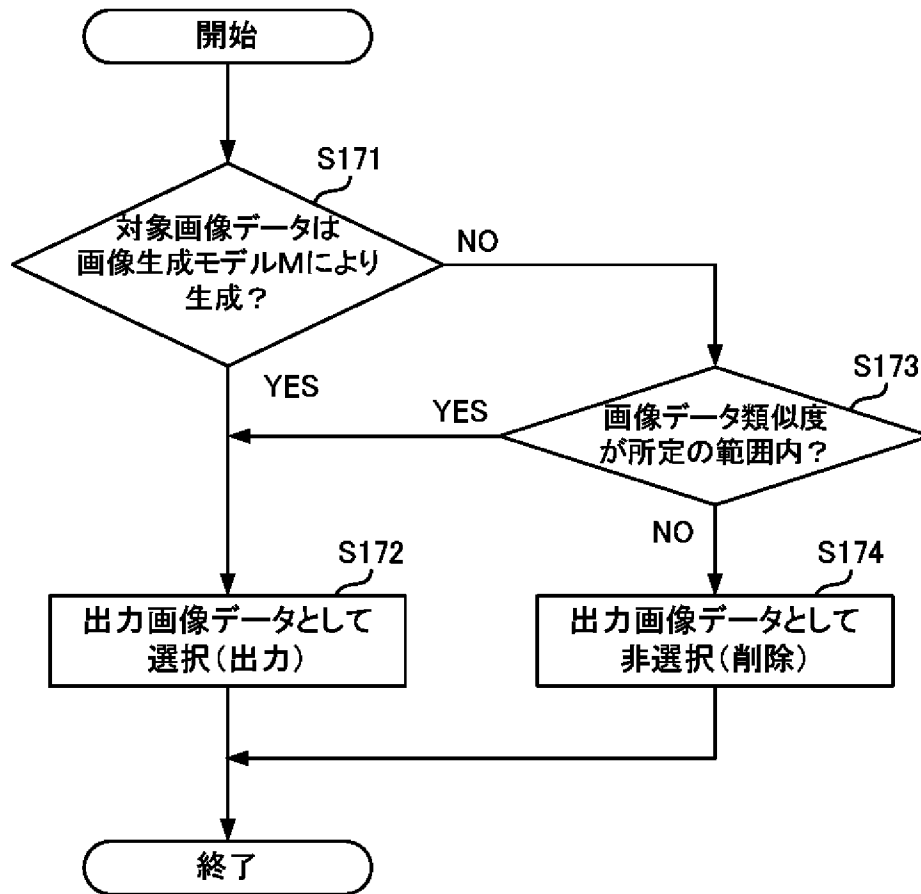 開始
S171
対象画像データは
画像生成モデルMにより
生成？
NO
YES
S173
画像データ類似度
が所定の範囲内？
YES
NO
S172
出力画像データとして
選択（出力）
S174
出力画像データとして
非選択（削除）
終了